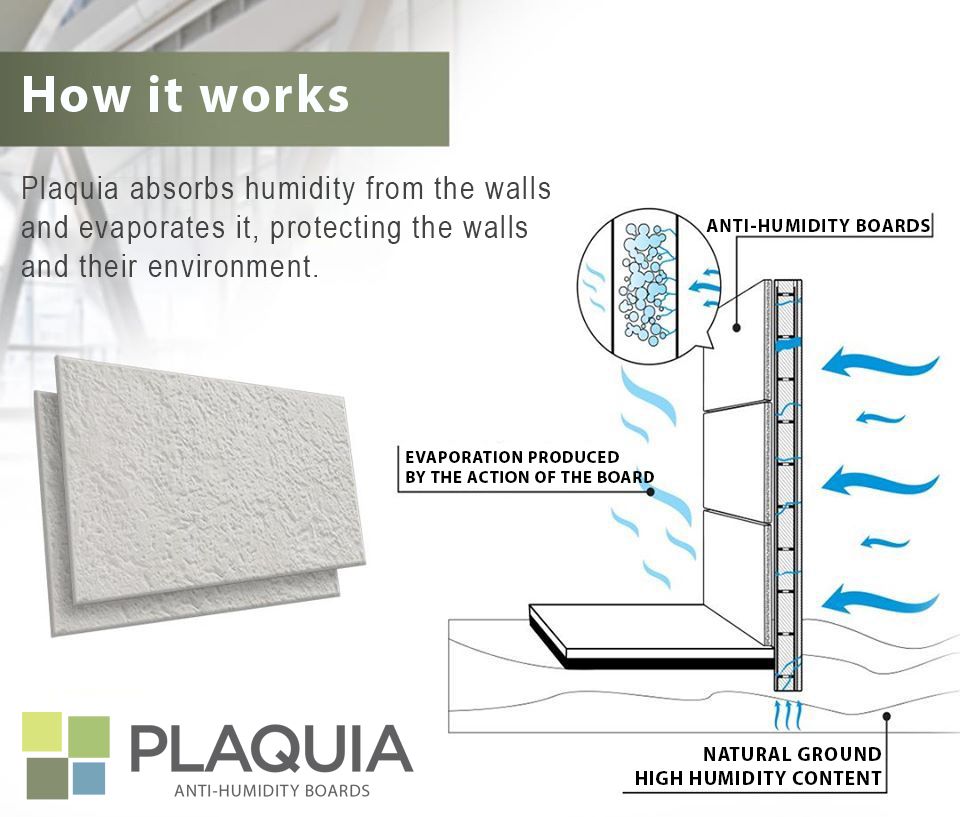 How it works
Plaquia absorbs humidity from the walls
and evaporates it, protecting the walls
and their environment.
ANTI-HUMIDITY BOARDS
EVAPORATION PRODUCED
BY THE ACTION OF THE BOARD
NATURAL GROUND
HIGH HUMIDITY CONTENT
PLAQUIA
ANTI-HUMIDITY BOARDS